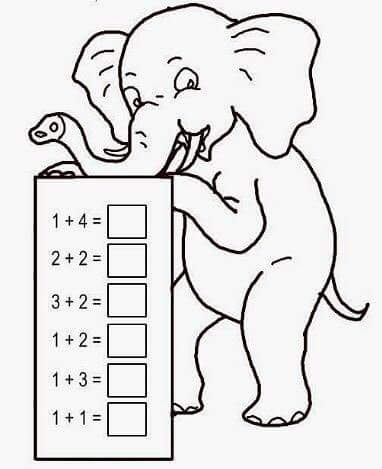 1 + 4 =
2 + 2 =
3 + 2 =
1 + 2 =
1 + 3 =
1 + 1 =